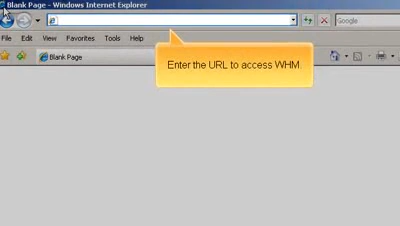 Blank Page - Windows Internet Explorer
Google
File Edit View Favorites Tools Help
Blank Page
Enter the URL to access WHM.